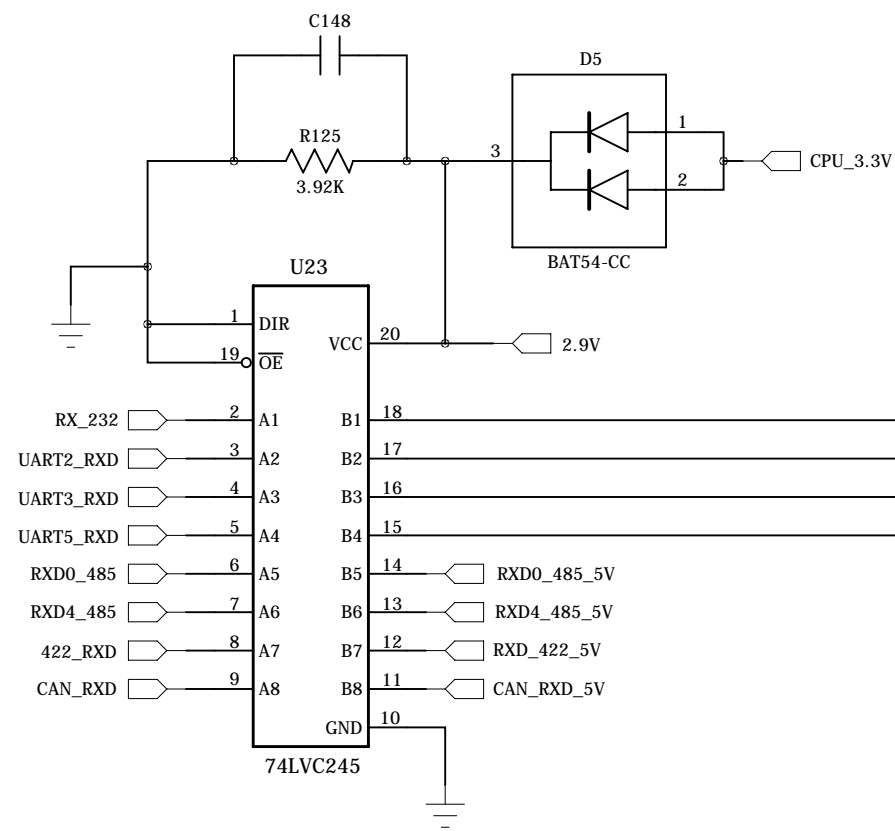 C148
D5
R125
3.92K
1
3
2
CPU_3.3V
BAT54-CC
U23
1 DIR
VCC 20
2.9V
19 OE
RX_232 2 A1 B1 18
UART2_RXD 3 A2 B2 17
UART3_RXD 4 A3 B3 16
UART5_RXD 5 A4 B4 15
RXD0_485 6 A5 B5 14 RXD0_485_5V
RXD4_485 7 A6 B6 13 RXD4_485_5V
422_RXD 8 A7 B7 12 RXD_422_5V
CAN_RXD 9 A8 B8 11 CAN_RXD_5V
GND 10
74LVC245